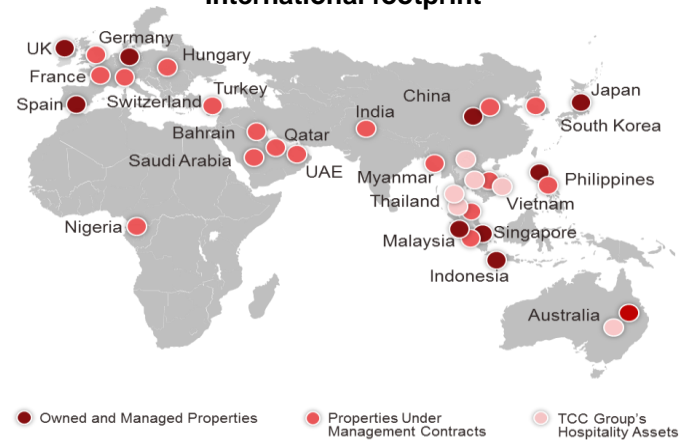 International footprint
UK
Germany
Hungary
France
Spain
Switzerland
Turkey
Bahrain
Qatar
Saudi Arabia
UAE
India
China
Japan
South Korea
Myanmar
Thailand
Vietnam
Philippines
Malaysia
Singapore
Indonesia
Nigeria
Australia
Owned and Managed Properties
Properties Under
Management Contracts
TCC Group's
Hospitality Assets